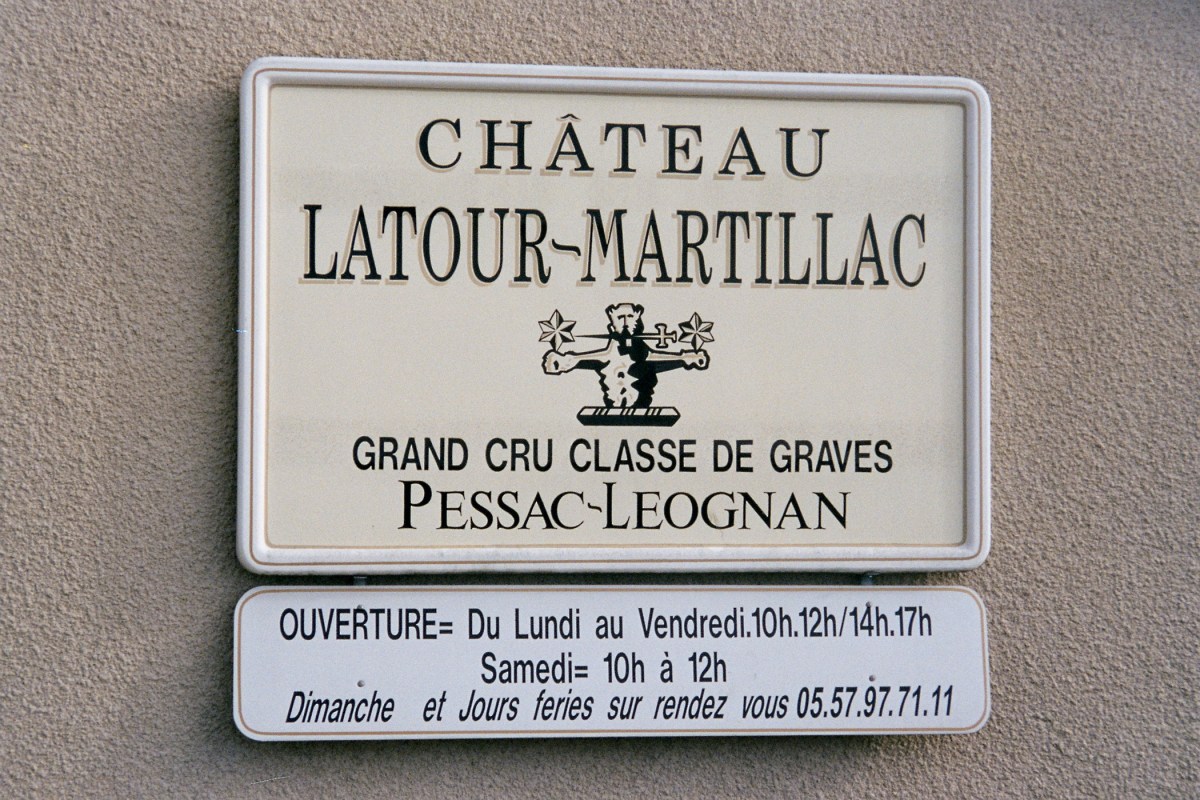 CHÂTEAU
LATOUR-MARTILLAC
GRAND CRU CLASSE DE GRAVES
PESSAC-LEOGNAN
OUVERTURE= Du Lundi au Vendredi.10h.12h/14h.17h
Samedi= 10h à 12h
Dimanche et Jours feries sur rendez vous 05.57.97.71.11